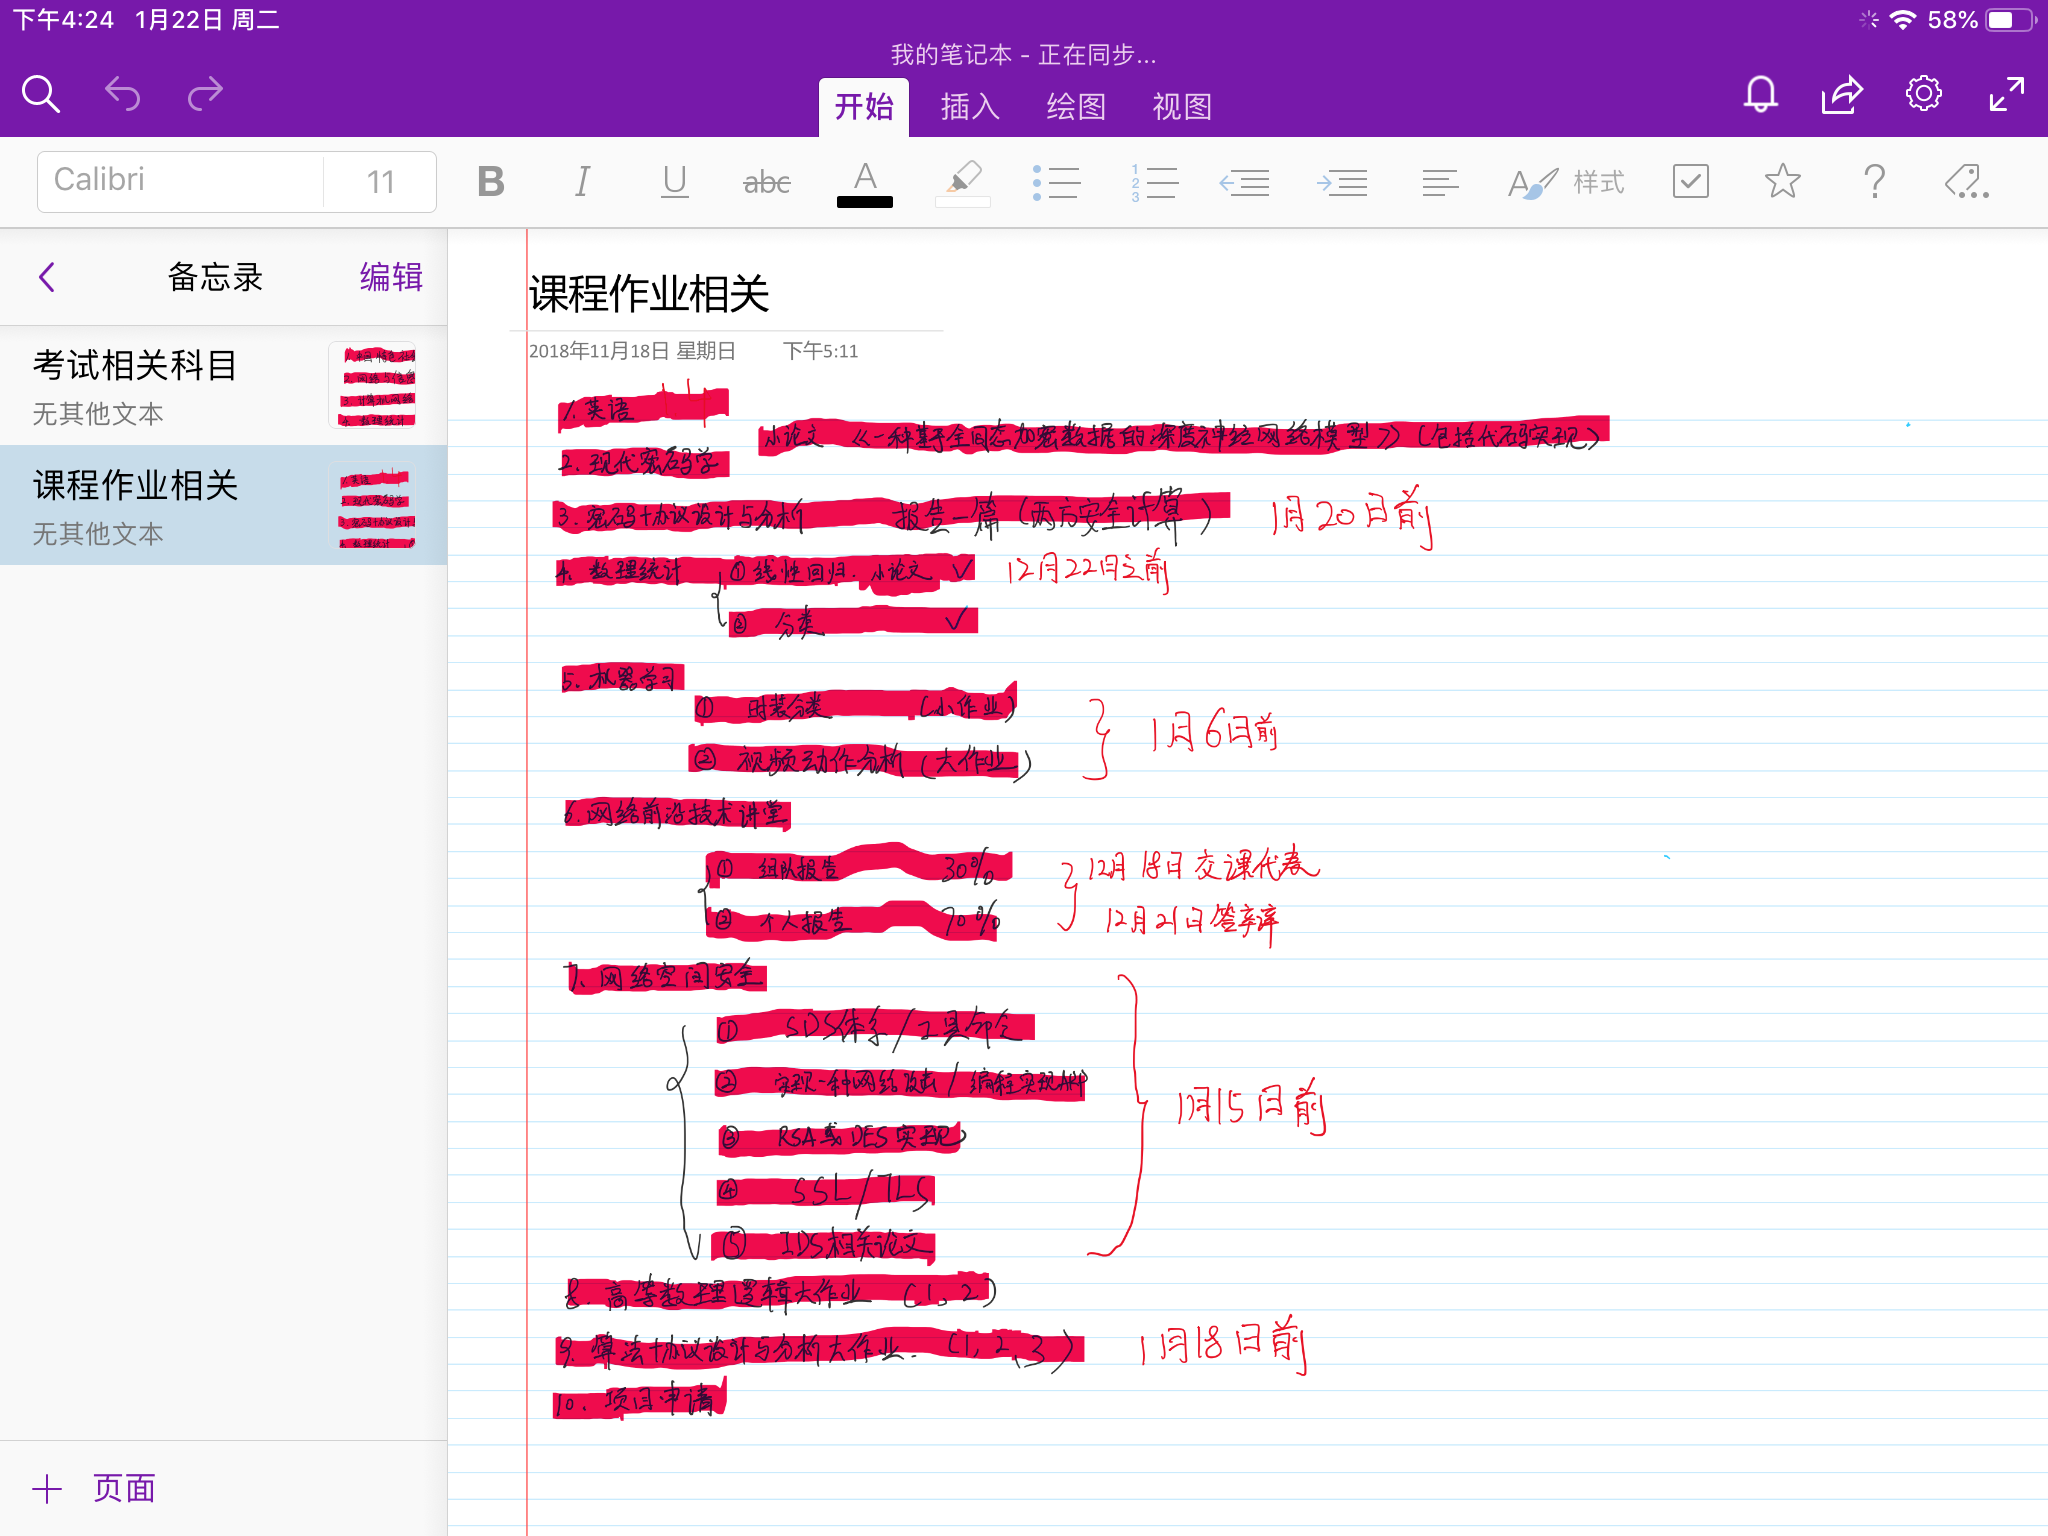 下午4:24 1月22日 周二
58%
我的笔记本 - 正在同步...
开始 插入 绘图 视图
Calibri 11 B I U abc A 样式
备忘录 编辑
考试相关科目
无其他文本
课程作业相关
无其他文本
页面
课程作业相关
2018年11月18日 星期日 下午5:11
1. 英语
小论文 《一种基于全同态加密数据的深度神经网络模型》(包括代码实现)
2. 现代密码学
3. 密码协议设计与分析 报告一篇 (两方安全计算) 1月20日前
4. 数理统计 ① 线性回归. 小论文 ✓ 12月22日之前
② 分类 ✓
5. 机器学习
① 时装分类 (小作业)
② 视频动作分析 (大作业) 1月6日前
6. 网络前沿技术讲堂
① 组队报告 30% 12月18日交课代表
② 个人报告 70% 12月21日答辩
7. 网络空间安全
① SDS体系/工具命令
② 实现一种网络攻击/编程实现ARP
③ RSA或DES实现
④ SSL/TLS
⑤ IDS相关论文
1月15日前
8. 高等数理逻辑大作业 (1, 2)
9. 算法协议设计与分析大作业. (1, 2, 3) 1月18日前
10. 项目申请